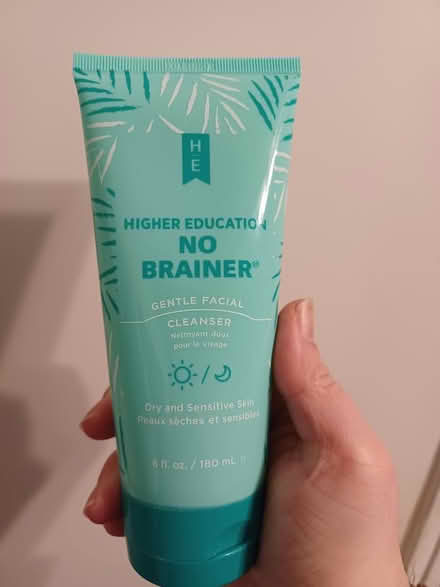 H
E
HIGHER EDUCATION
NO
BRAINER®
GENTLE FACIAL
CLEANSER
Nettoyant doux
pour le visage
/
Dry and Sensitive Skin
Peaux sèches et sensibles
6 fl. oz. / 180 mL ℮